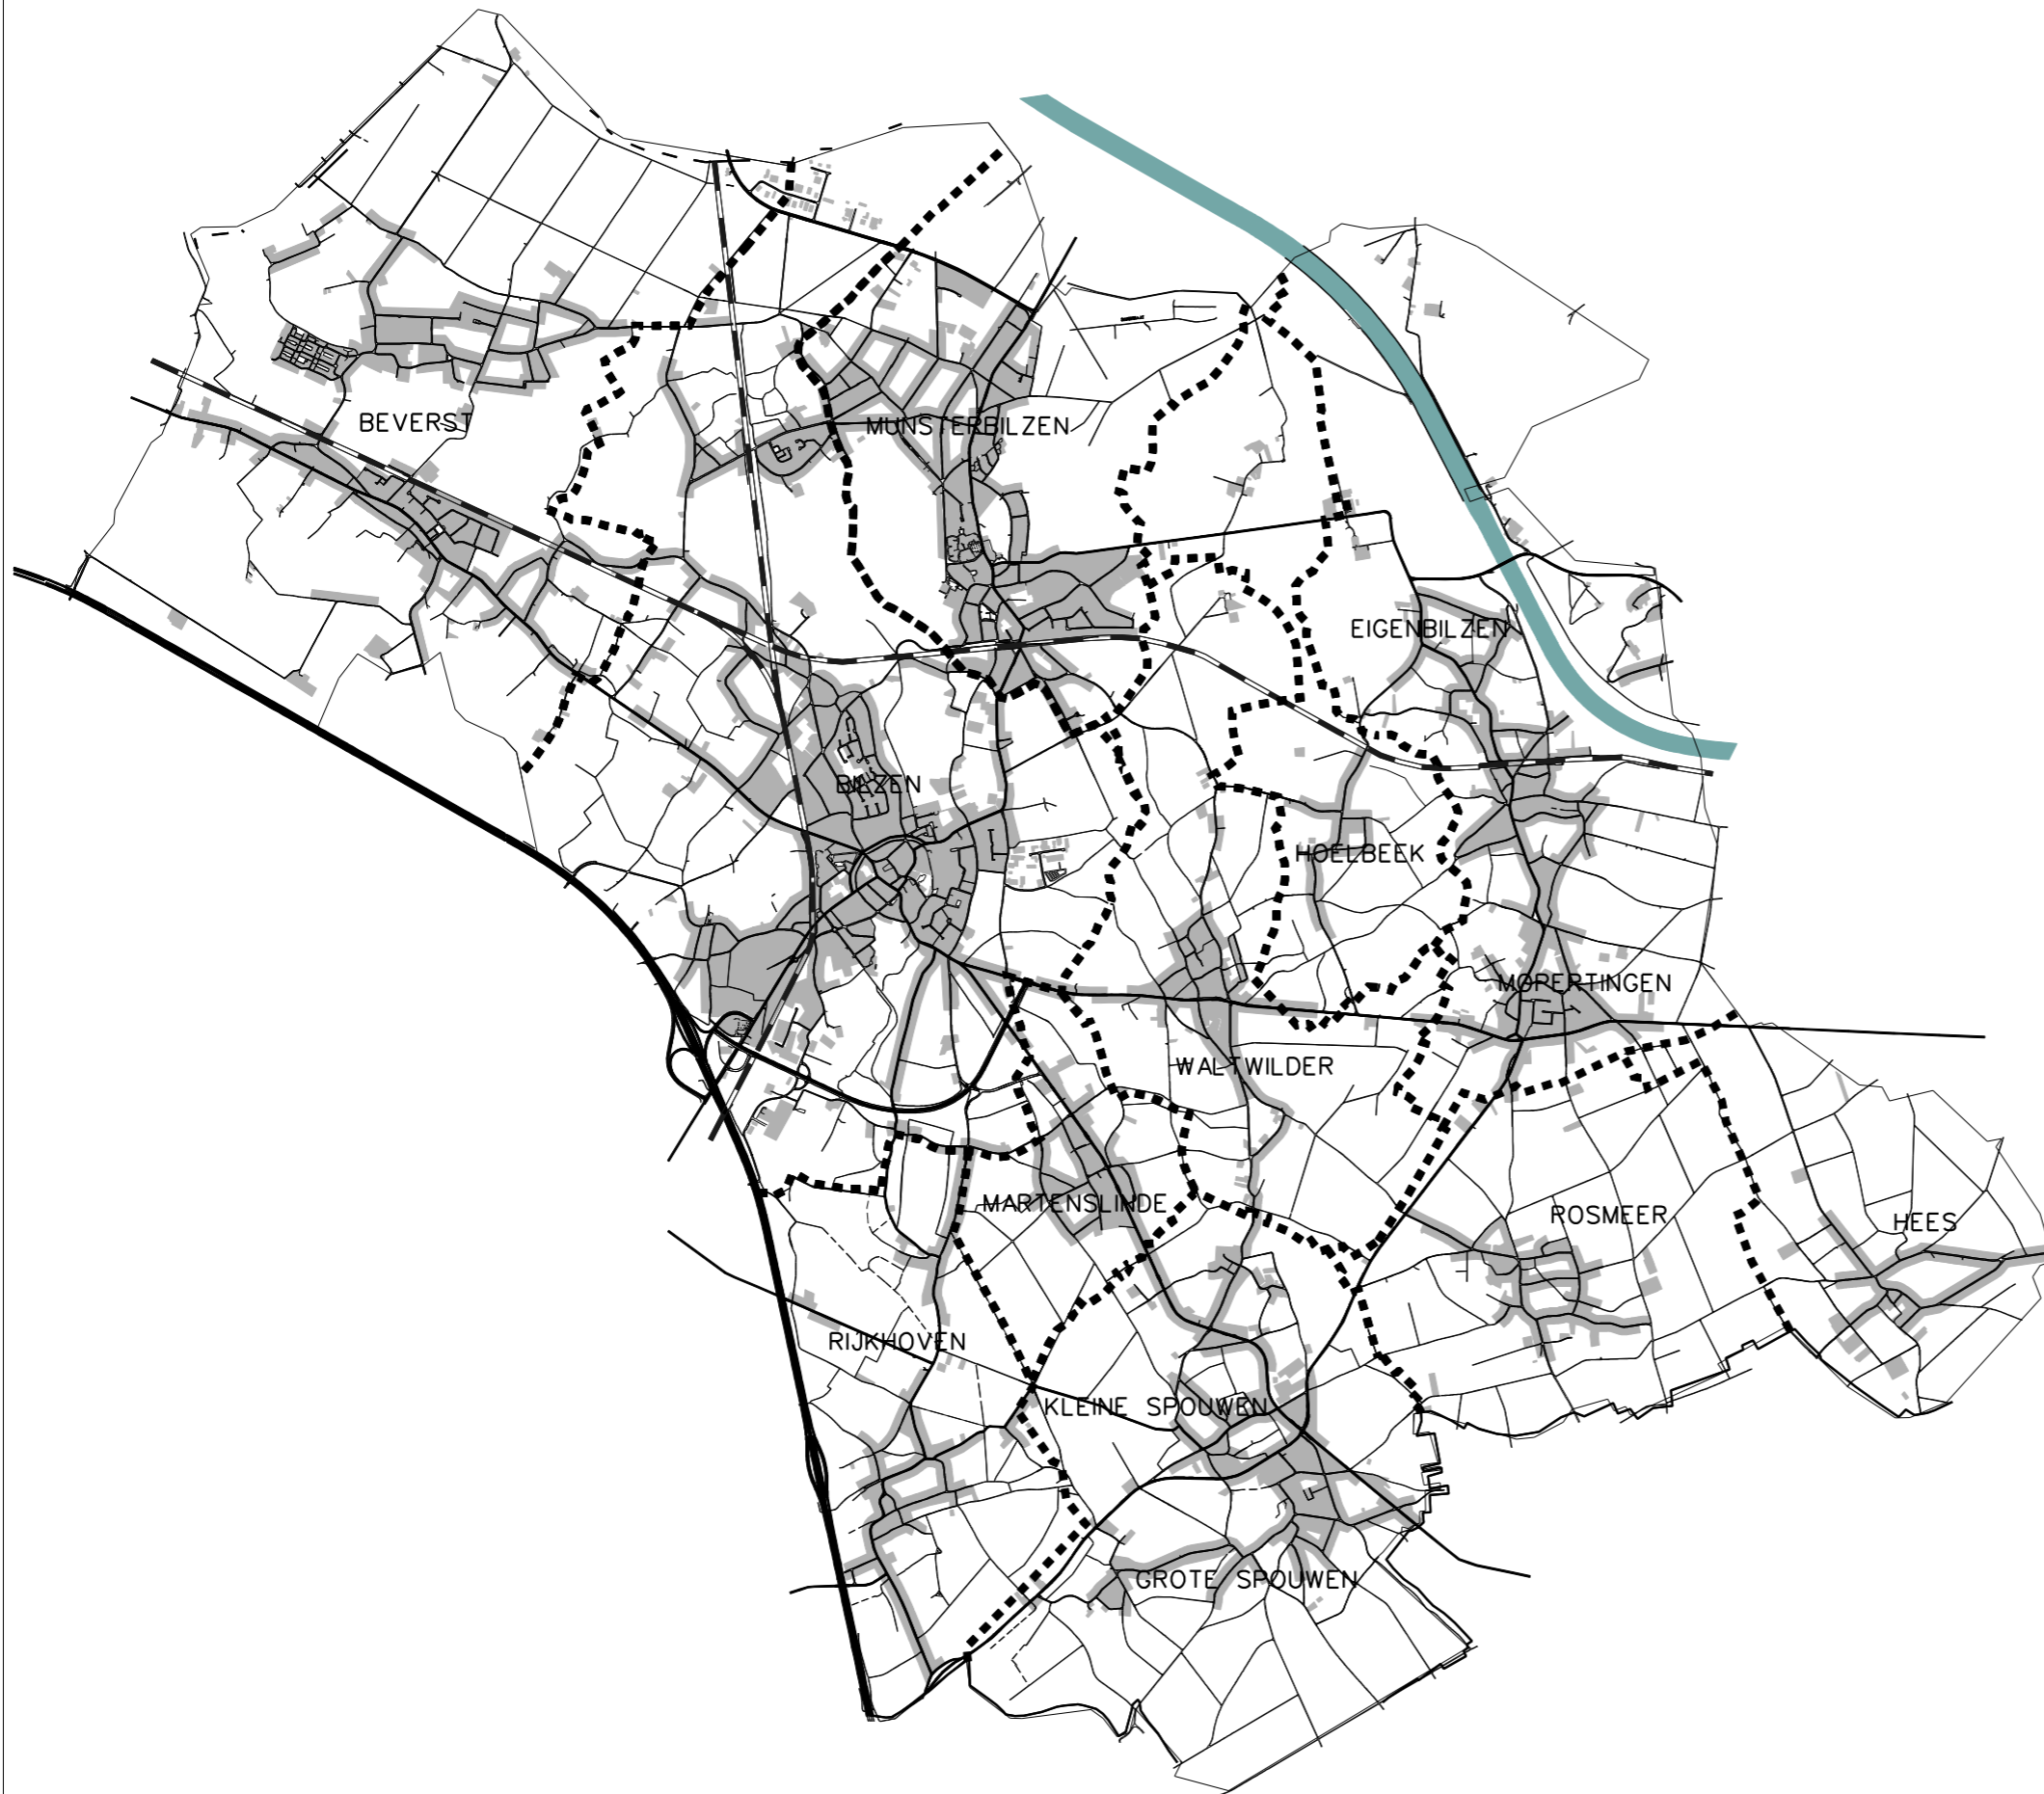 BEVERST
MUNSTERBILZEN
EIGENBILZEN
BILZEN
HOELBEEK
MOPERTINGEN
WALTWILDER
MARTENSLINDE
ROSMEER
HEES
RIJKHOVEN
KLEINE SPOUWEN
GROTE SPOUWEN